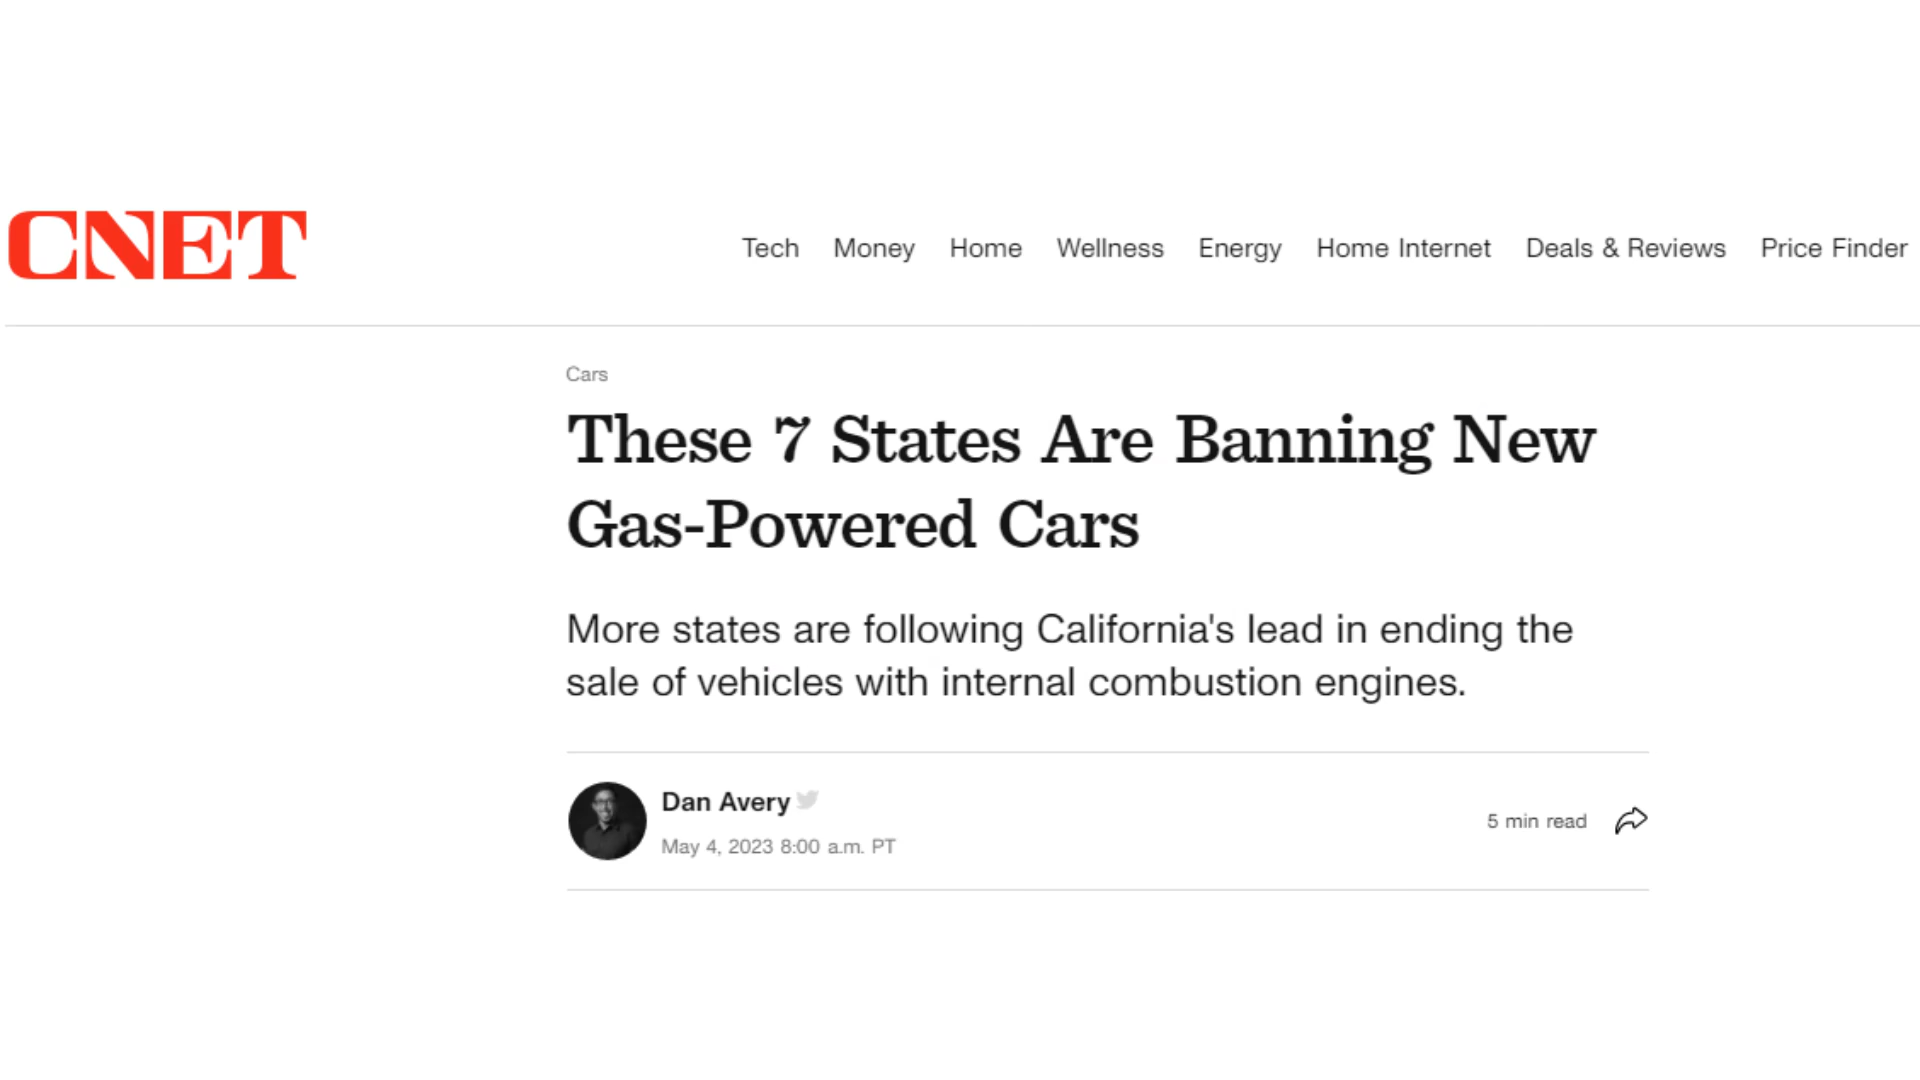 CNET
Tech Money Home Wellness Energy Home Internet Deals & Reviews Price Finder
Cars
These 7 States Are Banning New
Gas-Powered Cars
More states are following California's lead in ending the
sale of vehicles with internal combustion engines.
Dan Avery
5 min read
May 4, 2023 8:00 a.m. PT